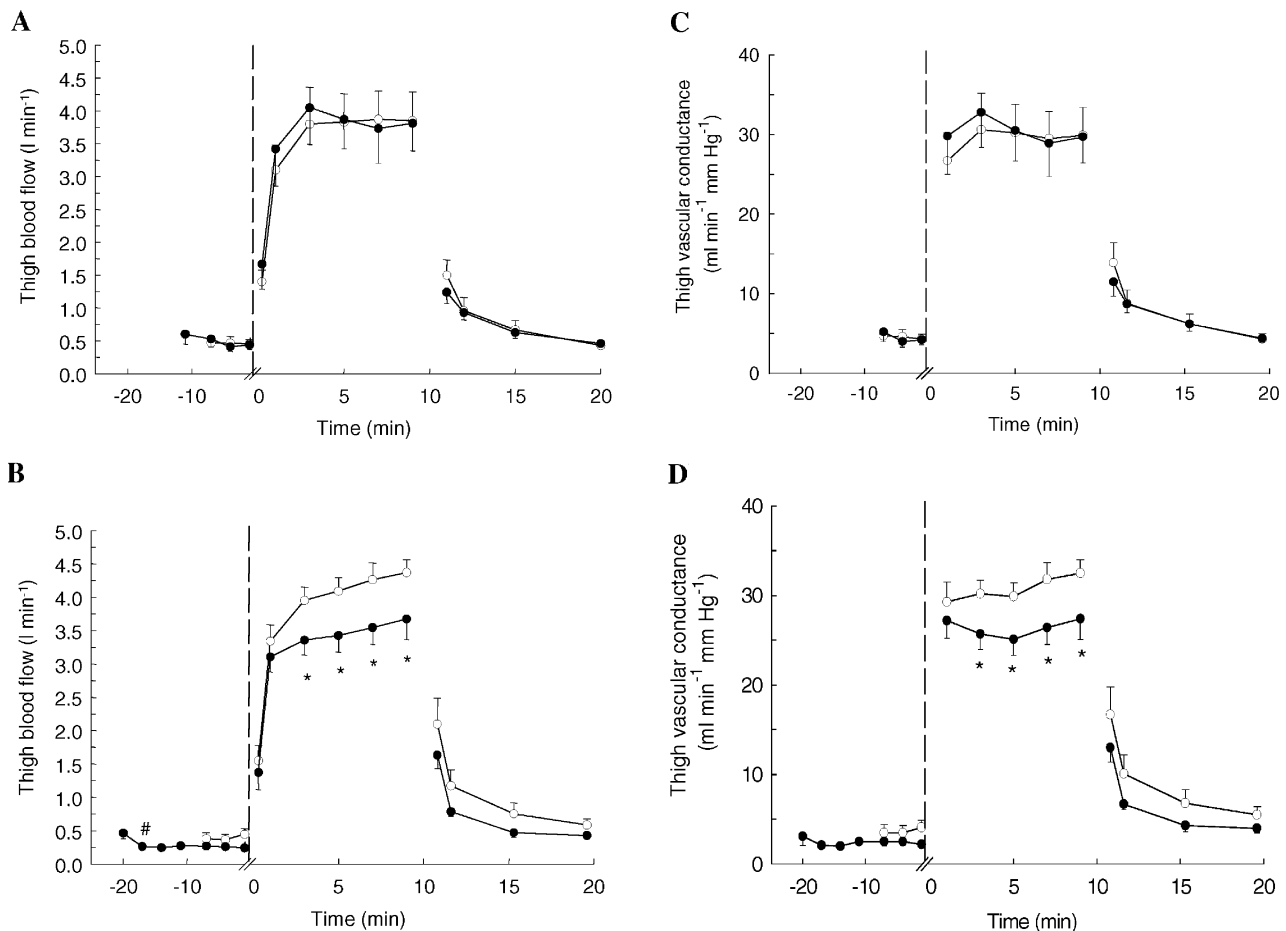 A
5.0
4.5
4.0
3.5
3.0
2.5
2.0
1.5
1.0
0.5
0.0
Thigh blood flow (l min-1)
-20 -10 0 5 10 15 20
Time (min)
C
40
30
20
10
0
Thigh vascular conductance
(ml min-1 mm Hg-1)
-20 -10 0 5 10 15 20
Time (min)
B
5.0
4.5
4.0
3.5
3.0
2.5
2.0
1.5
1.0
0.5
0.0
Thigh blood flow (l min-1)
#
* * * *
-20 -10 0 5 10 15 20
Time (min)
D
40
30
20
10
0
Thigh vascular conductance
(ml min-1 mm Hg-1)
* * * *
-20 -10 0 5 10 15 20
Time (min)